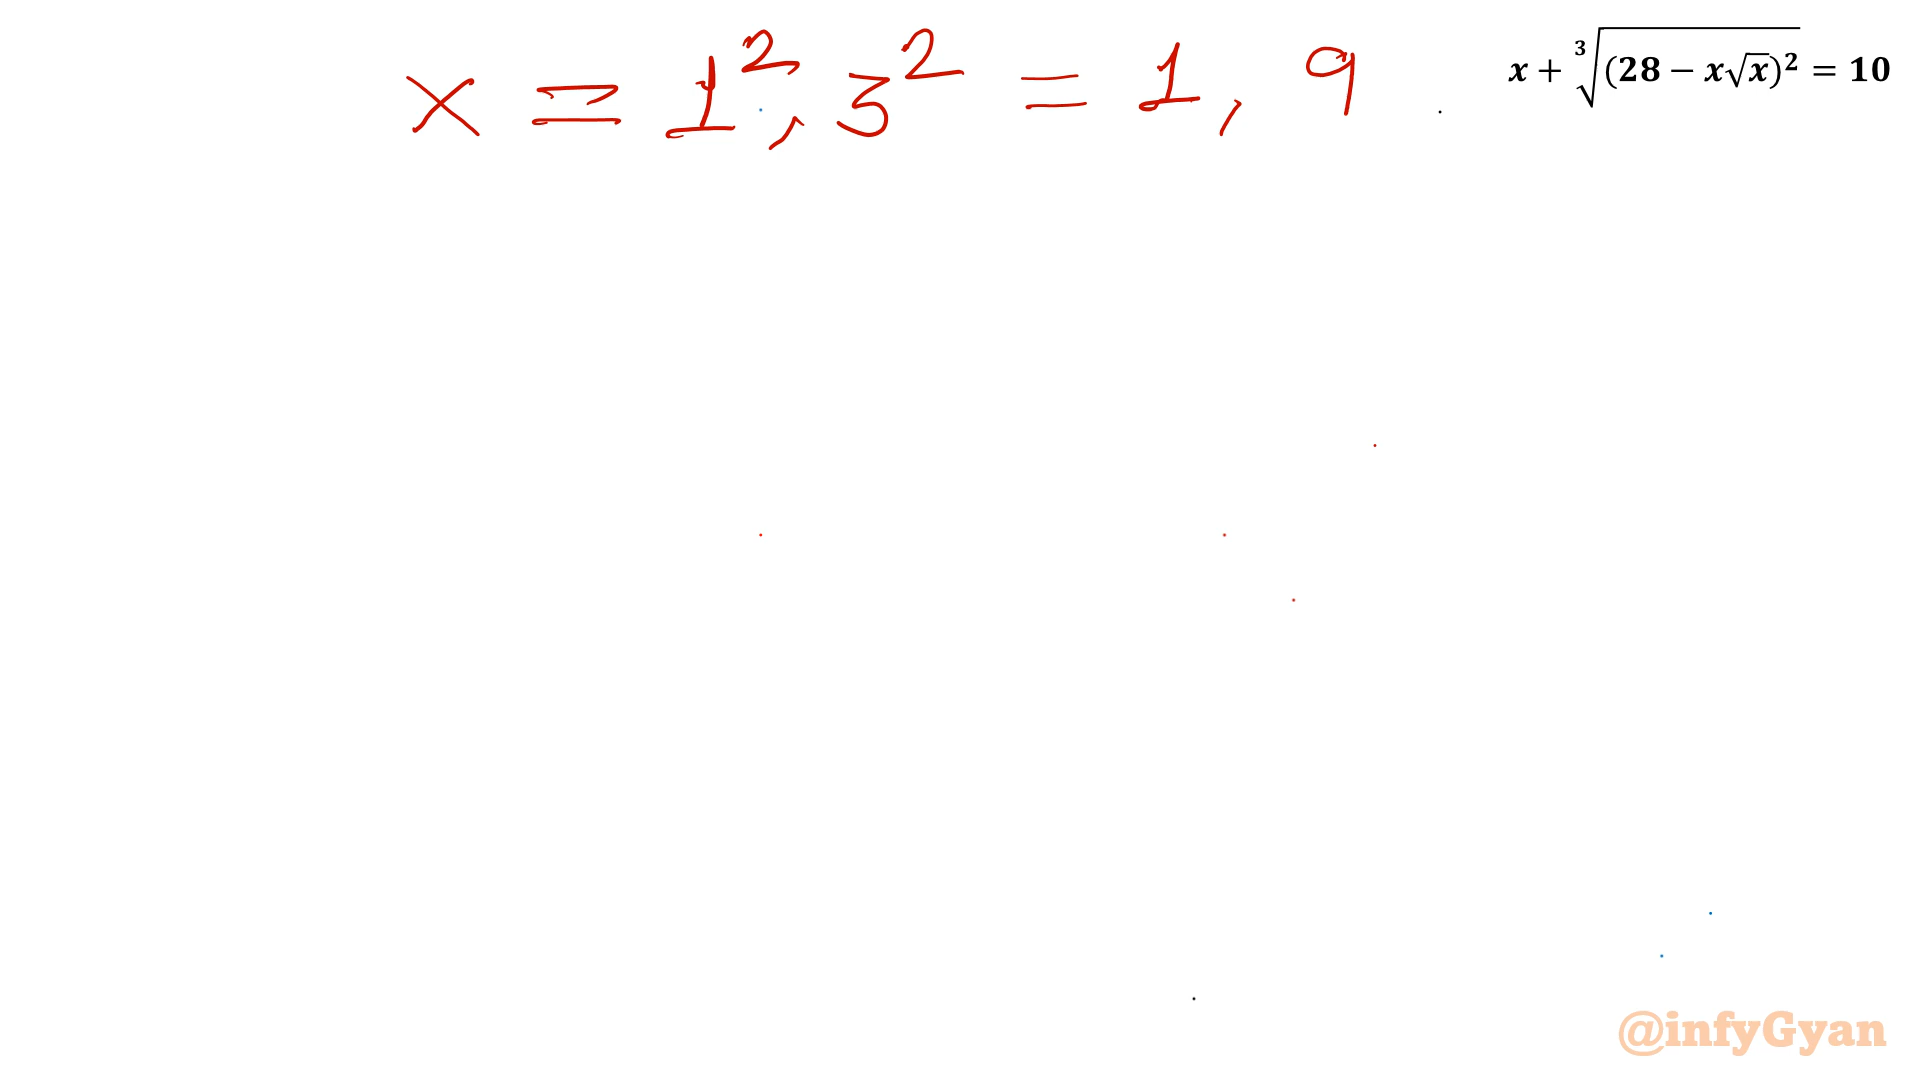 x = 1², 3² = 1, 9
x + ∛(28 − x√x)² = 10
@infyGyan